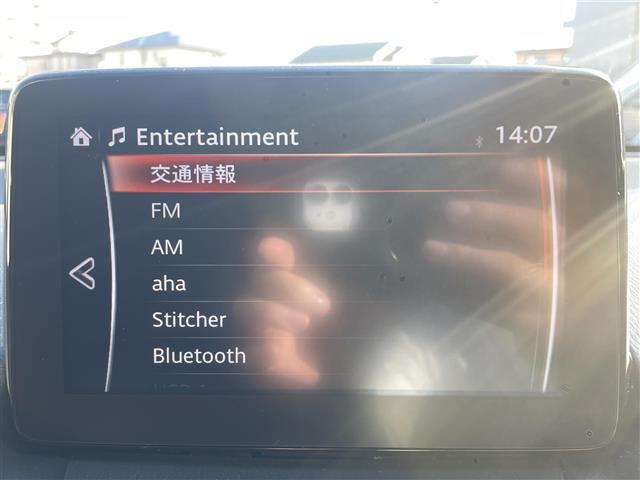 Entertainment 14:07
交通情報
FM
AM
aha
Stitcher
Bluetooth